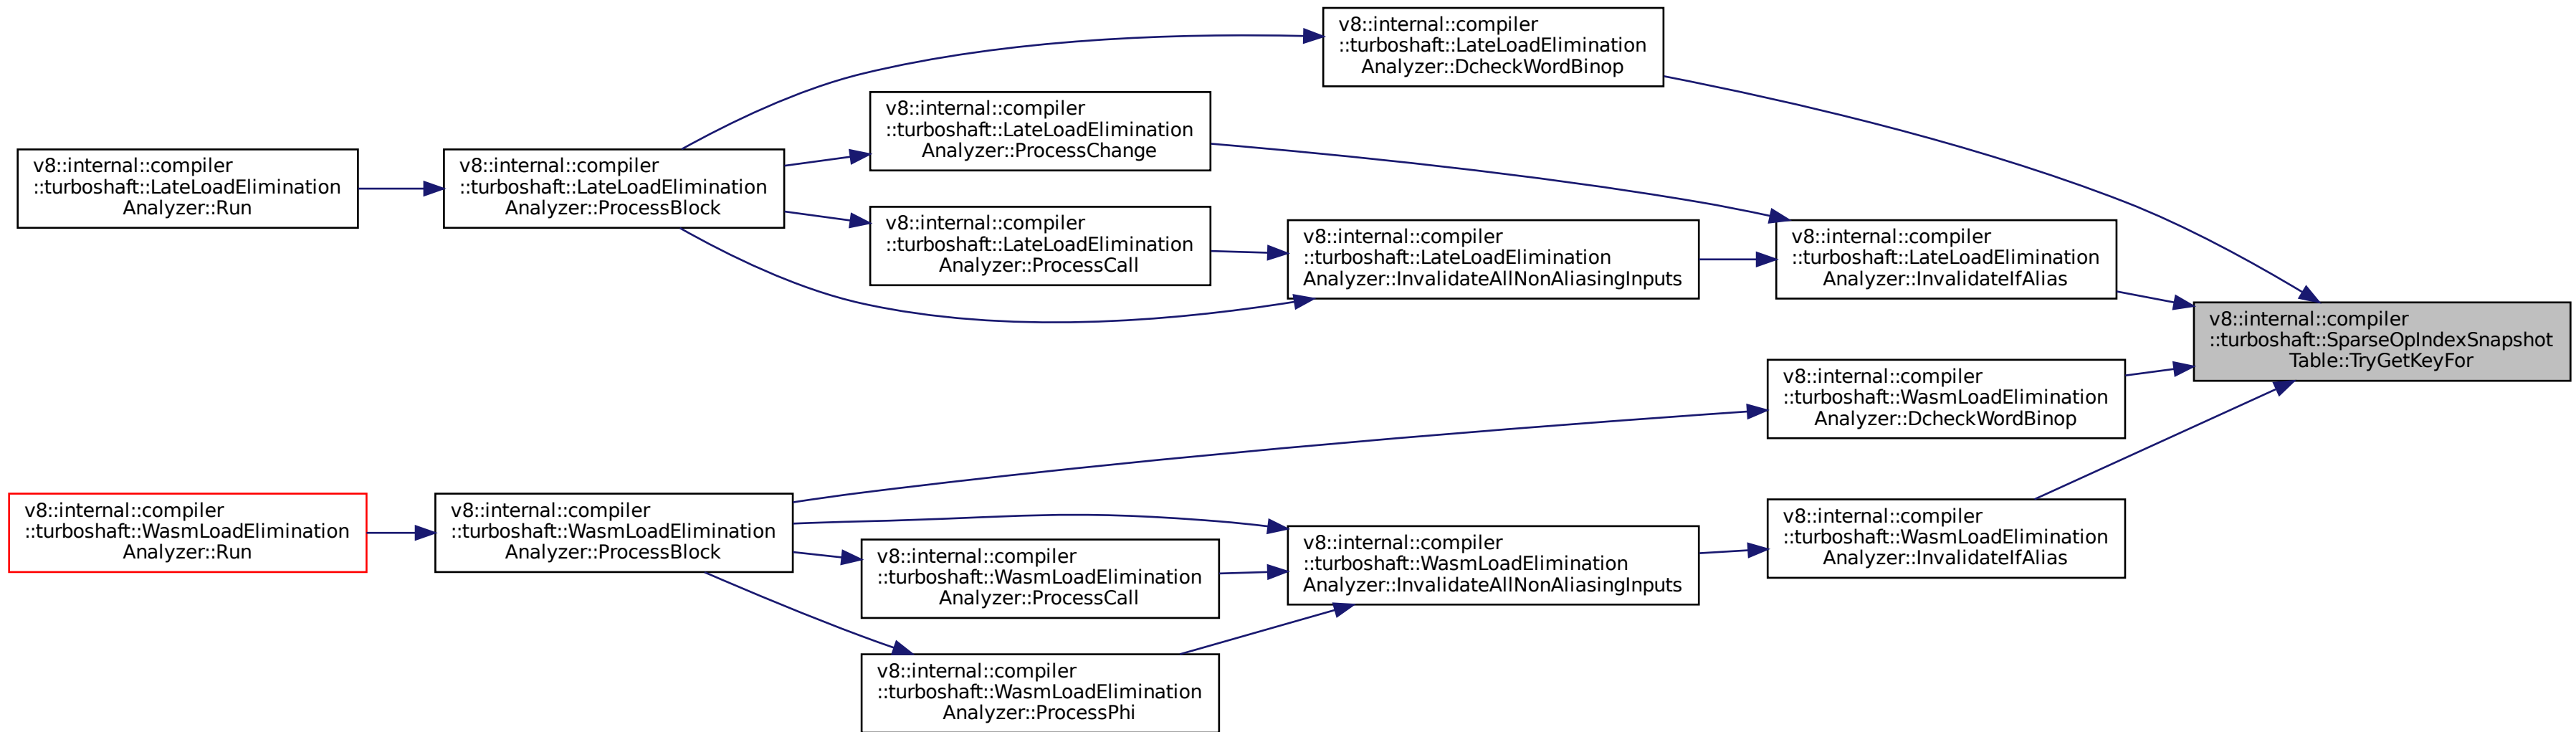 v8::internal::compiler
::turboshaft::LateLoadElimination
Analyzer::DcheckWordBinop
v8::internal::compiler
::turboshaft::LateLoadElimination
Analyzer::ProcessChange
v8::internal::compiler
::turboshaft::LateLoadElimination
Analyzer::Run
v8::internal::compiler
::turboshaft::LateLoadElimination
Analyzer::ProcessBlock
v8::internal::compiler
::turboshaft::LateLoadElimination
Analyzer::ProcessCall
v8::internal::compiler
::turboshaft::LateLoadElimination
Analyzer::InvalidateAllNonAliasingInputs
v8::internal::compiler
::turboshaft::LateLoadElimination
Analyzer::InvalidateIfAlias
v8::internal::compiler
::turboshaft::SparseOpIndexSnapshot
Table::TryGetKeyFor
v8::internal::compiler
::turboshaft::WasmLoadElimination
Analyzer::DcheckWordBinop
v8::internal::compiler
::turboshaft::WasmLoadElimination
Analyzer::Run
v8::internal::compiler
::turboshaft::WasmLoadElimination
Analyzer::ProcessBlock
v8::internal::compiler
::turboshaft::WasmLoadElimination
Analyzer::ProcessCall
v8::internal::compiler
::turboshaft::WasmLoadElimination
Analyzer::InvalidateAllNonAliasingInputs
v8::internal::compiler
::turboshaft::WasmLoadElimination
Analyzer::InvalidateIfAlias
v8::internal::compiler
::turboshaft::WasmLoadElimination
Analyzer::ProcessPhi